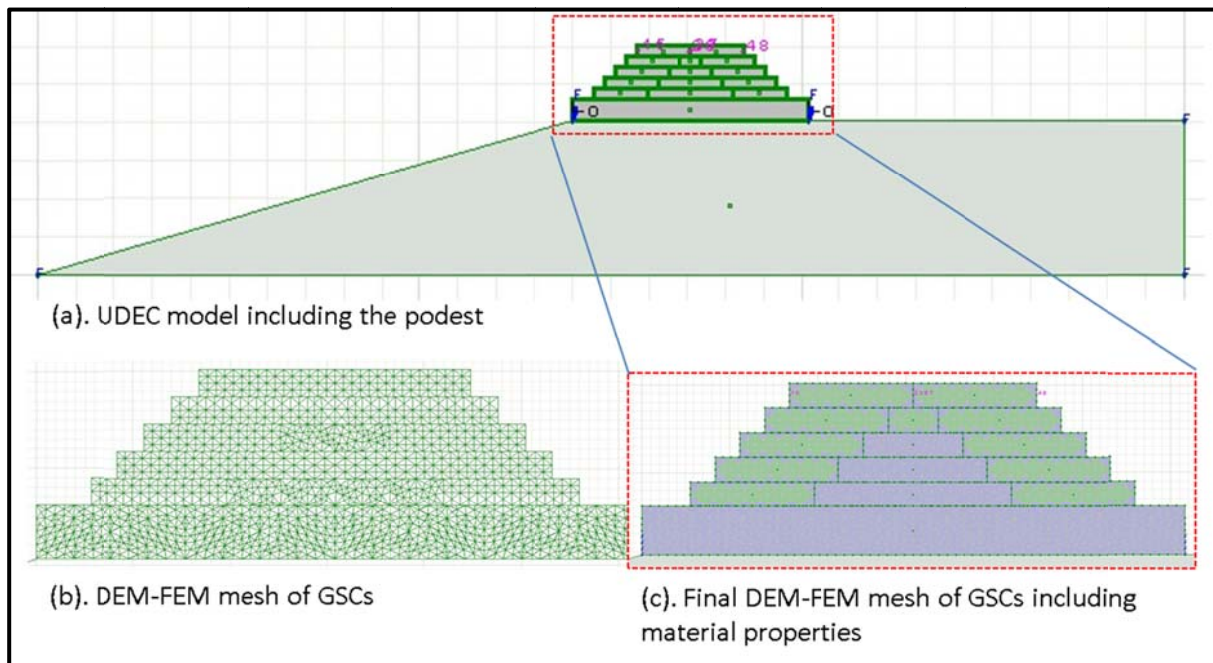 48
F F
O
F
F F
(a). UDEC model including the podest
(b). DEM-FEM mesh of GSCs
(c). Final DEM-FEM mesh of GSCs including
material properties